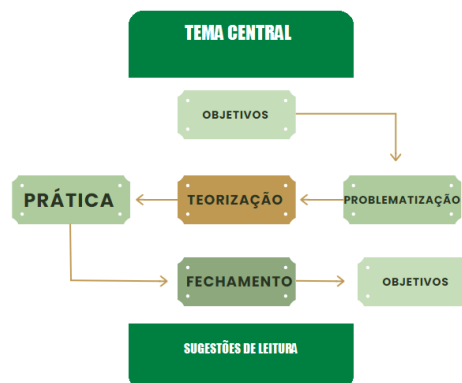 TEMA CENTRAL
OBJETIVOS
PRÁTICA
TEORIZAÇÃO
PROBLEMATIZAÇÃO
FECHAMENTO
OBJETIVOS
SUGESTÕES DE LEITURA